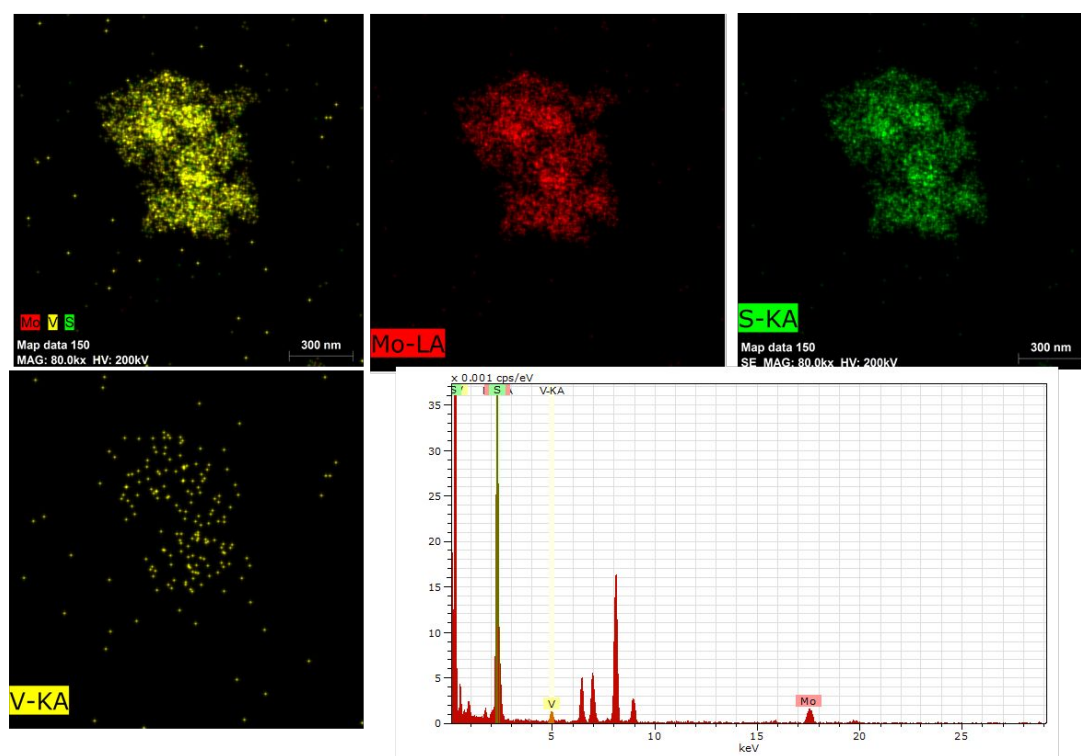 Mo V S
Map data 150
MAG: 80.0kx HV: 200kV
300 nm
Mo-LA
S-KA
Map data 150
SE MAG: 80.0kx HV: 200kV
300 nm
V-KA
x 0.001 cps/eV
S V-KA
35
30
25
20
15
10
5
0
V
Mo
5 10 15 20 25
keV